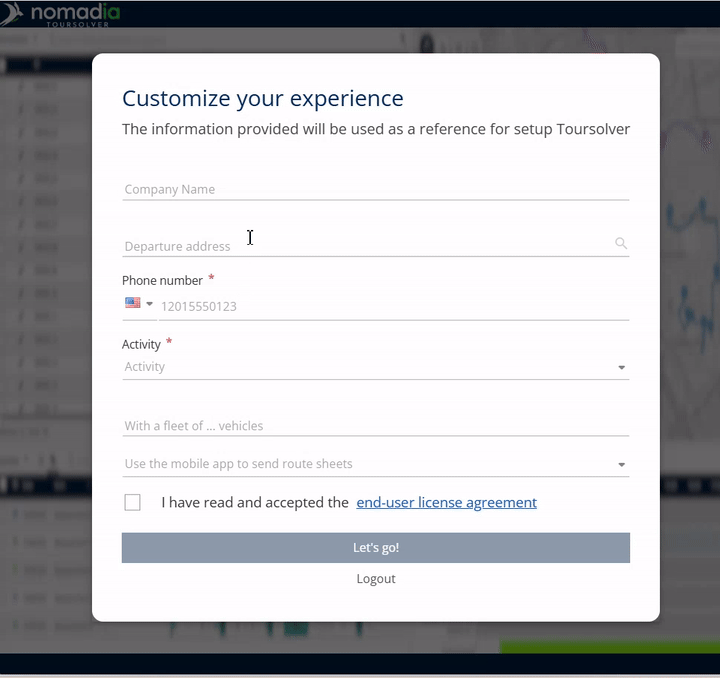 nomadia
TOURSOLVER
Customize your experience
The information provided will be used as a reference for setup Toursolver
Company Name
Departure address
Phone number *
12015550123
Activity *
Activity
With a fleet of ... vehicles
Use the mobile app to send route sheets
I have read and accepted the end-user license agreement
Let's go!
Logout